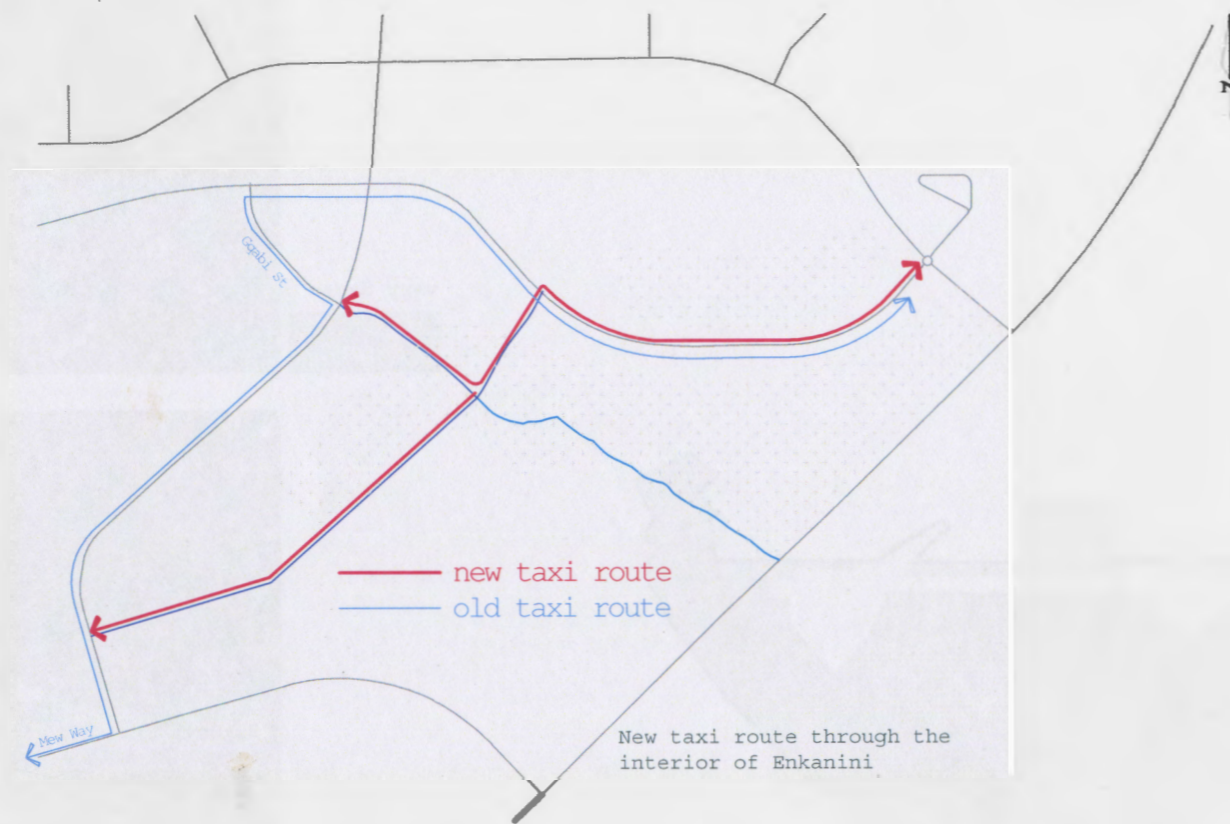 N
Gqabi St
new taxi route
old taxi route
Mew Way
New taxi route through the
interior of Enkanini